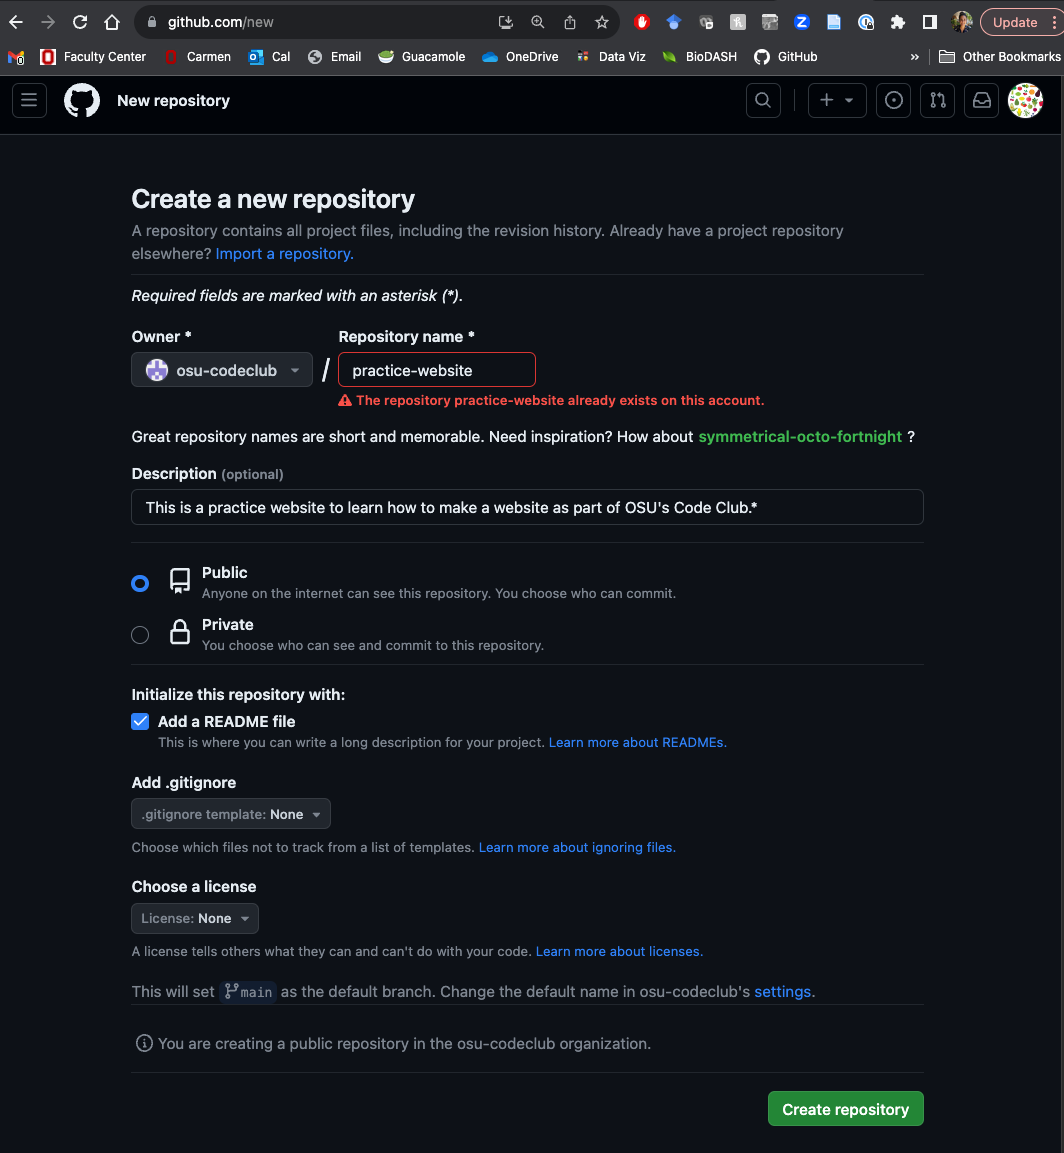 github.com/new
Update
Faculty Center
Carmen
Cal
Email
Guacamole
OneDrive
Data Viz
BioDASH
GitHub
»
Other Bookmarks
New repository
Create a new repository
A repository contains all project files, including the revision history. Already have a project repository
elsewhere? Import a repository.
Required fields are marked with an asterisk (*).
Owner *
Repository name *
osu-codeclub
/
practice-website
The repository practice-website already exists on this account.
Great repository names are short and memorable. Need inspiration? How about symmetrical-octo-fortnight ?
Description (optional)
This is a practice website to learn how to make a website as part of OSU's Code Club.*
Public
Anyone on the internet can see this repository. You choose who can commit.
Private
You choose who can see and commit to this repository.
Initialize this repository with:
Add a README file
This is where you can write a long description for your project. Learn more about READMEs.
Add .gitignore
.gitignore template: None
Choose which files not to track from a list of templates. Learn more about ignoring files.
Choose a license
License: None
A license tells others what they can and can't do with your code. Learn more about licenses.
This will set main as the default branch. Change the default name in osu-codeclub's settings.
You are creating a public repository in the osu-codeclub organization.
Create repository